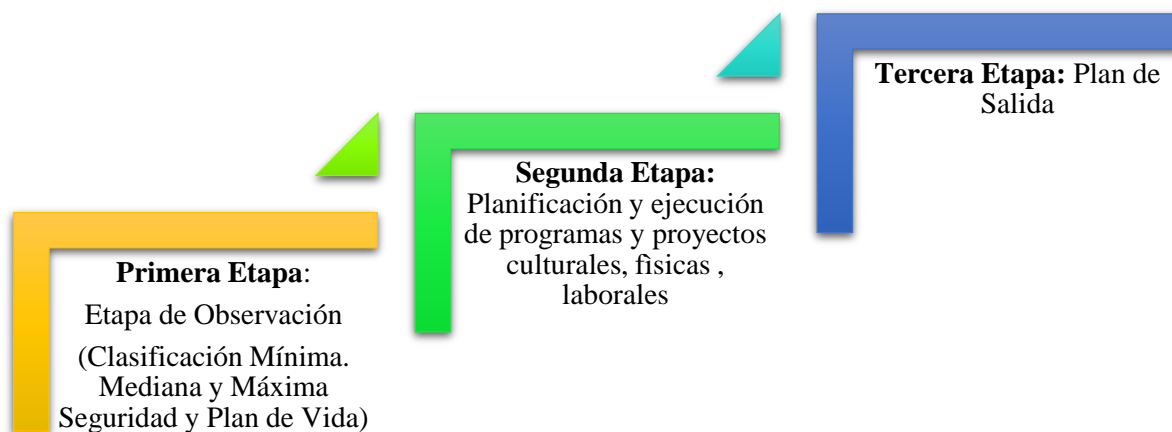 Primera Etapa:
Etapa de Observación
(Clasificación Mínima.
Mediana y Máxima
Seguridad y Plan de Vida)
Segunda Etapa:
Planificación y ejecución
de programas y proyectos
culturales, fìsicas ,
laborales
Tercera Etapa: Plan de
Salida